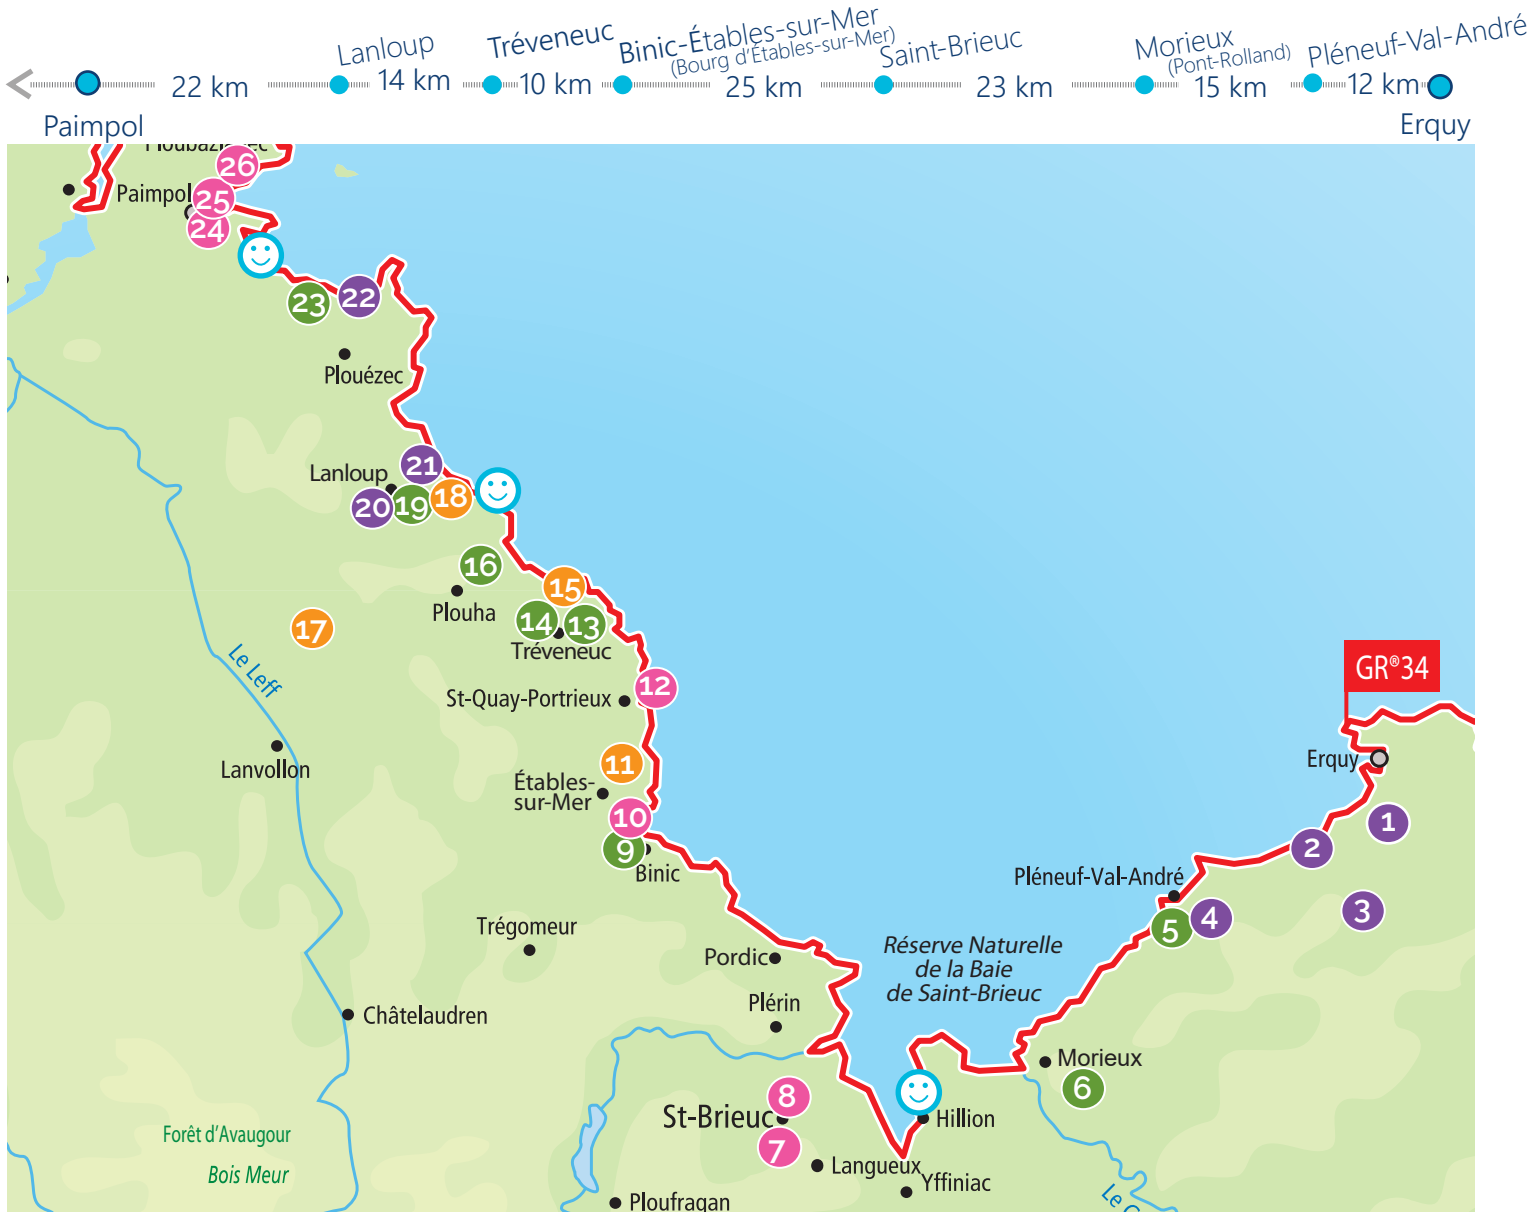 Lanloup
Tréveneuc
Binic-Étables-sur-Mer
(Bourg d'Étables-sur-Mer)
Saint-Brieuc
Morieux
(Pont-Rolland)
Pléneuf-Val-André
22 km
14 km
10 km
25 km
23 km
15 km
12 km
Paimpol
Erquy
26
Paimpol
25
24
23
22
Plouézec
21
Lanloup
20
19
18
16
Plouha
15
14
13
Tréveneuc
17
Le Leff
12
St-Quay-Portrieux
GR®34
Erquy
Lanvollon
11
Étables-
sur-Mer
10
9
Binic
1
2
3
Pléneuf-Val-André
4
5
Trégomeur
Pordic
Réserve Naturelle
de la Baie
de Saint-Brieuc
Plérin
Châtelaudren
Morieux
6
8
St-Brieuc
7
Hillion
Langueux
Yffiniac
Forêt d'Avaugour
Bois Meur
Ploufragan